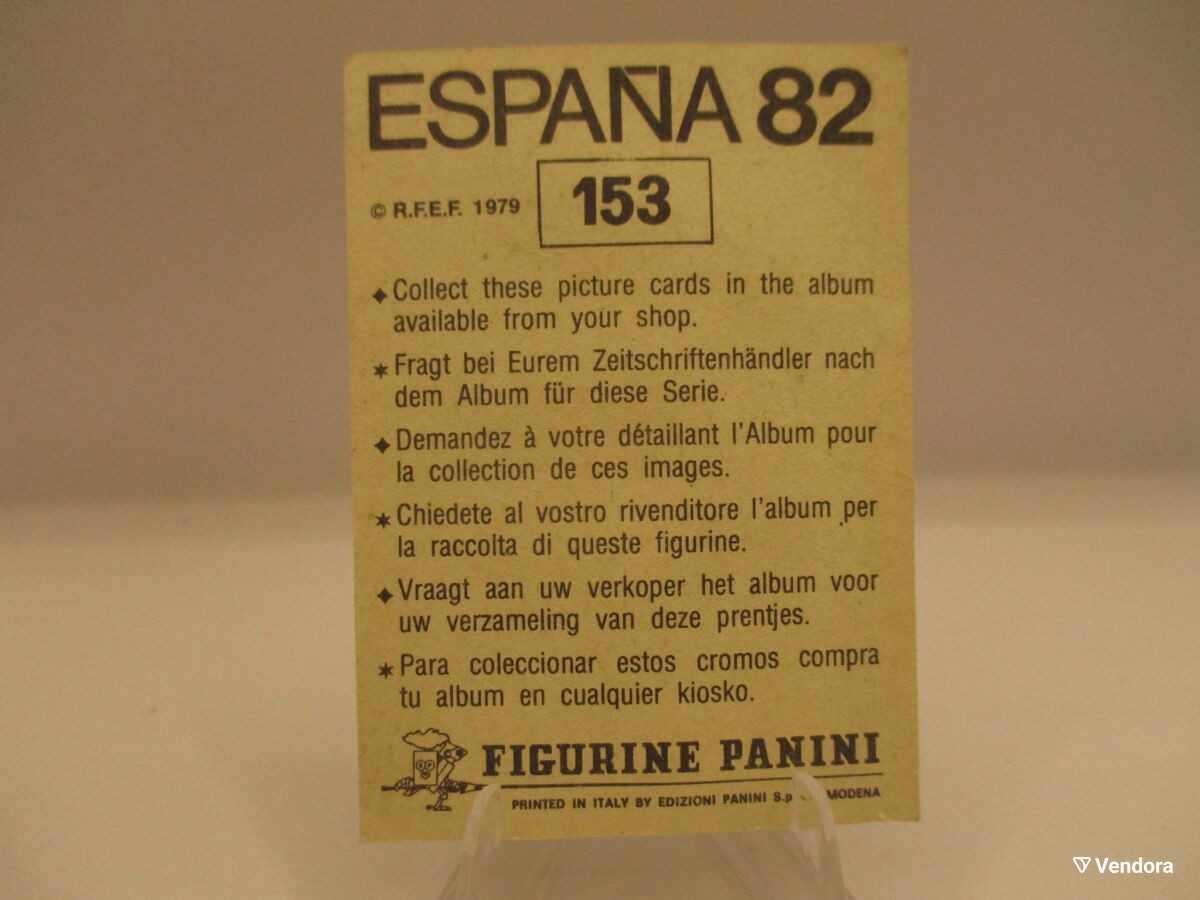 ESPAÑA 82
© R.F.E.F. 1979
153
Collect these picture cards in the album
available from your shop.
Fragt bei Eurem Zeitschriftenhändler nach
dem Album für diese Serie.
Demandez à votre détaillant l'Album pour
la collection de ces images.
Chiedete al vostro rivenditore l'album per
la raccolta di queste figurine.
Vraagt aan uw verkoper het album voor
uw verzameling van deze prentjes.
Para coleccionar estos cromos compra
tu album en cualquier kiosko.
FIGURINE PANINI
PRINTED IN ITALY BY EDIZIONI PANINI S.p MODENA
Vendora